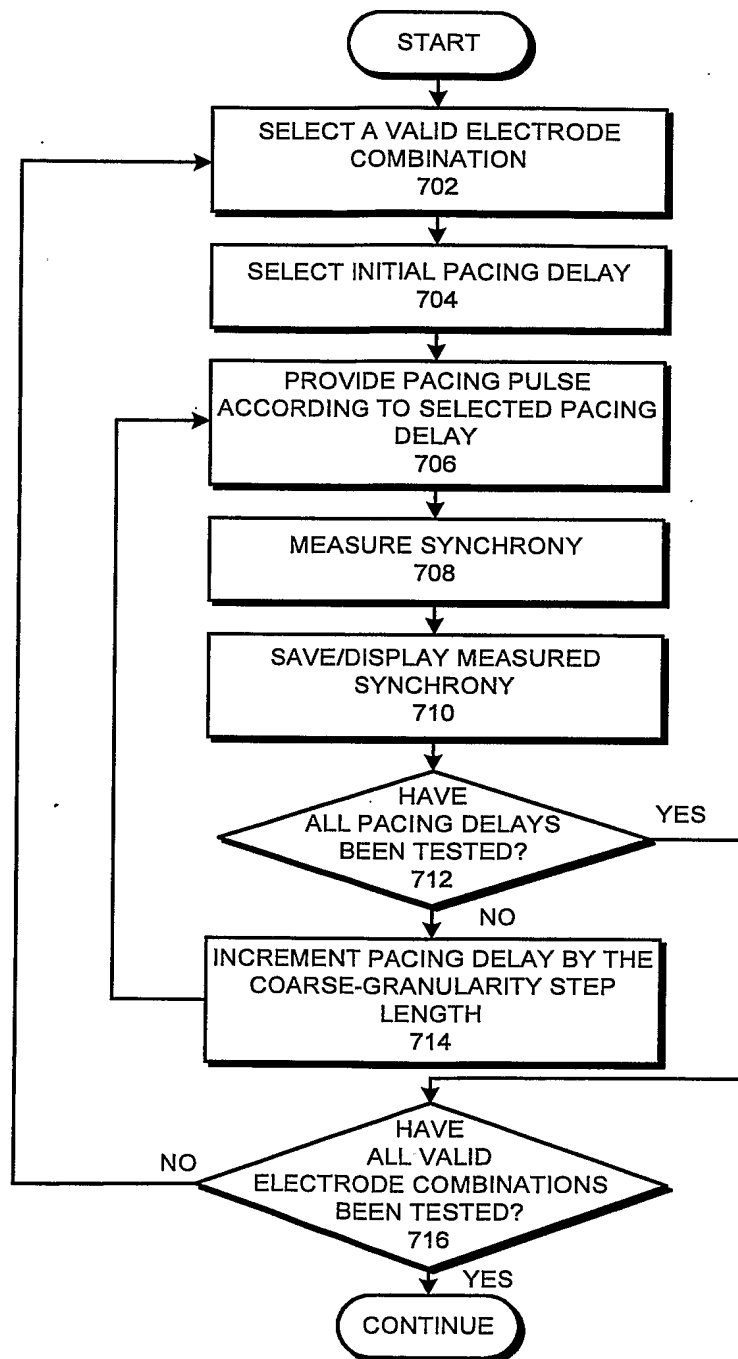 START
SELECT A VALID ELECTRODE
COMBINATION
702
SELECT INITIAL PACING DELAY
704
PROVIDE PACING PULSE
ACCORDING TO SELECTED PACING
DELAY
706
MEASURE SYNCHRONY
708
SAVE/DISPLAY MEASURED
SYNCHRONY
710
HAVE
ALL PACING DELAYS
BEEN TESTED?
712
YES
NO
INCREMENT PACING DELAY BY THE
COARSE-GRANULARITY STEP
LENGTH
714
HAVE
ALL VALID
ELECTRODE COMBINATIONS
BEEN TESTED?
716
NO
YES
CONTINUE